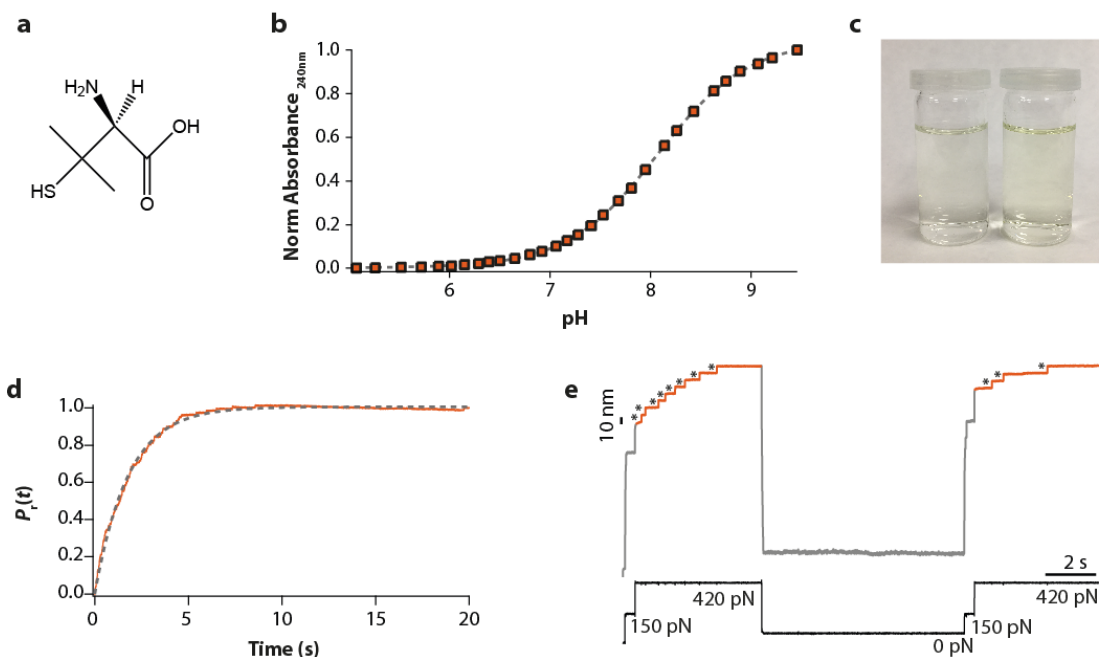 a
H₂N
H
OH
HS
O
b
Norm Absorbance 240nm
1.0
0.8
0.6
0.4
0.2
0.0
6
7
8
9
pH
c
d
Pr(t)
1.0
0.8
0.6
0.4
0.2
0.0
0
5
10
15
20
Time (s)
e
10 nm
* * * * * * * *
* * *
2 s
420 pN
420 pN
150 pN
150 pN
0 pN